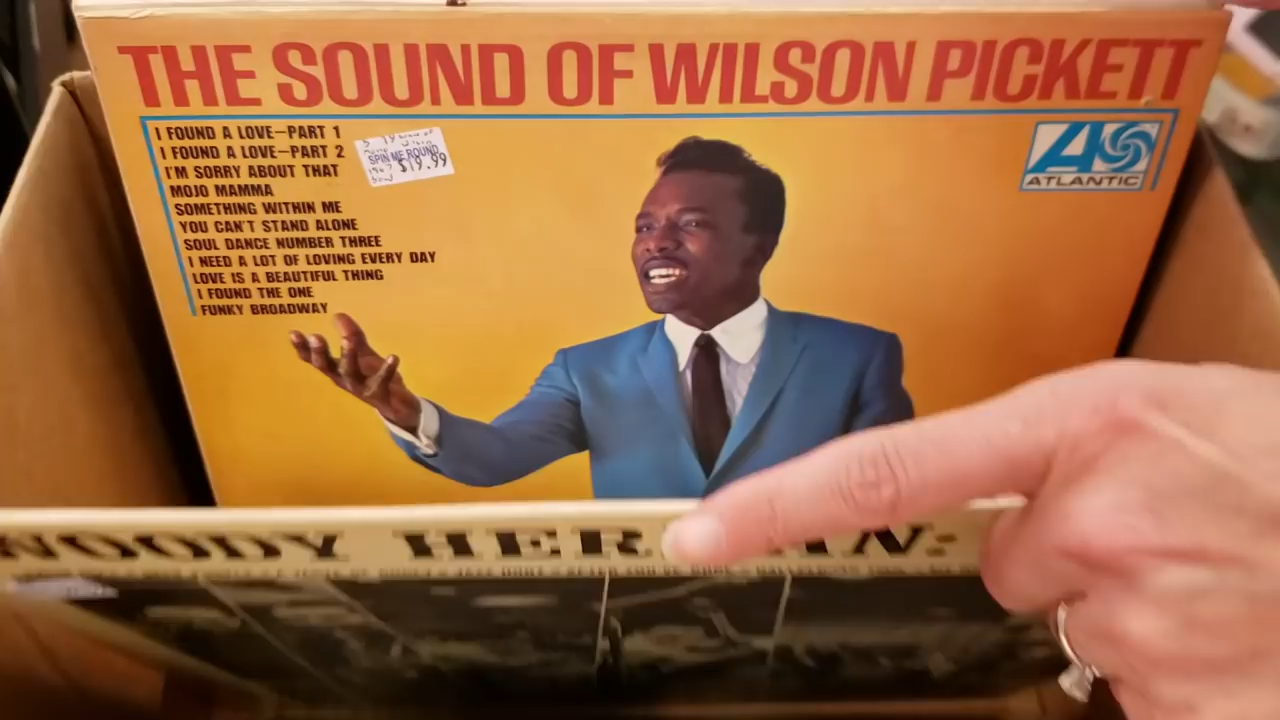 THE SOUND OF WILSON PICKETT
I FOUND A LOVE—PART 1
I FOUND A LOVE—PART 2
I'M SORRY ABOUT THAT
MOJO MAMMA
SOMETHING WITHIN ME
YOU CAN'T STAND ALONE
SOUL DANCE NUMBER THREE
I NEED A LOT OF LOVING EVERY DAY
LOVE IS A BEAUTIFUL THING
I FOUND THE ONE
FUNKY BROADWAY
SPIN ME ROUND
$19.99
ATLANTIC
WOODY HER